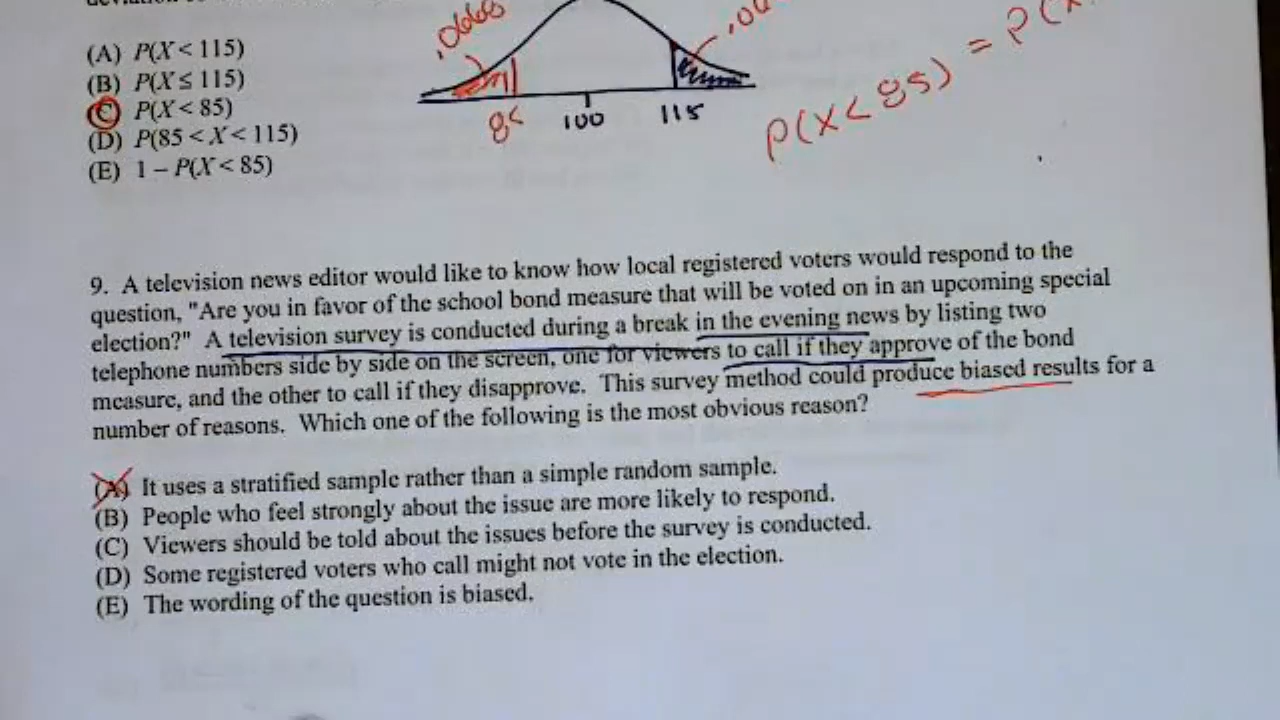 (A) P(X < 115)
(B) P(X ≤ 115)
(C) P(X < 85)
(D) P(85 < X < 115)
(E) 1 – P(X < 85)
.0668
85 100 115
P(X < 85) = P(X
9. A television news editor would like to know how local registered voters would respond to the
question, "Are you in favor of the school bond measure that will be voted on in an upcoming special
election?" A television survey is conducted during a break in the evening news by listing two
telephone numbers side by side on the screen, one for viewers to call if they approve of the bond
measure, and the other to call if they disapprove. This survey method could produce biased results for a
number of reasons. Which one of the following is the most obvious reason?
(A) It uses a stratified sample rather than a simple random sample.
(B) People who feel strongly about the issue are more likely to respond.
(C) Viewers should be told about the issues before the survey is conducted.
(D) Some registered voters who call might not vote in the election.
(E) The wording of the question is biased.